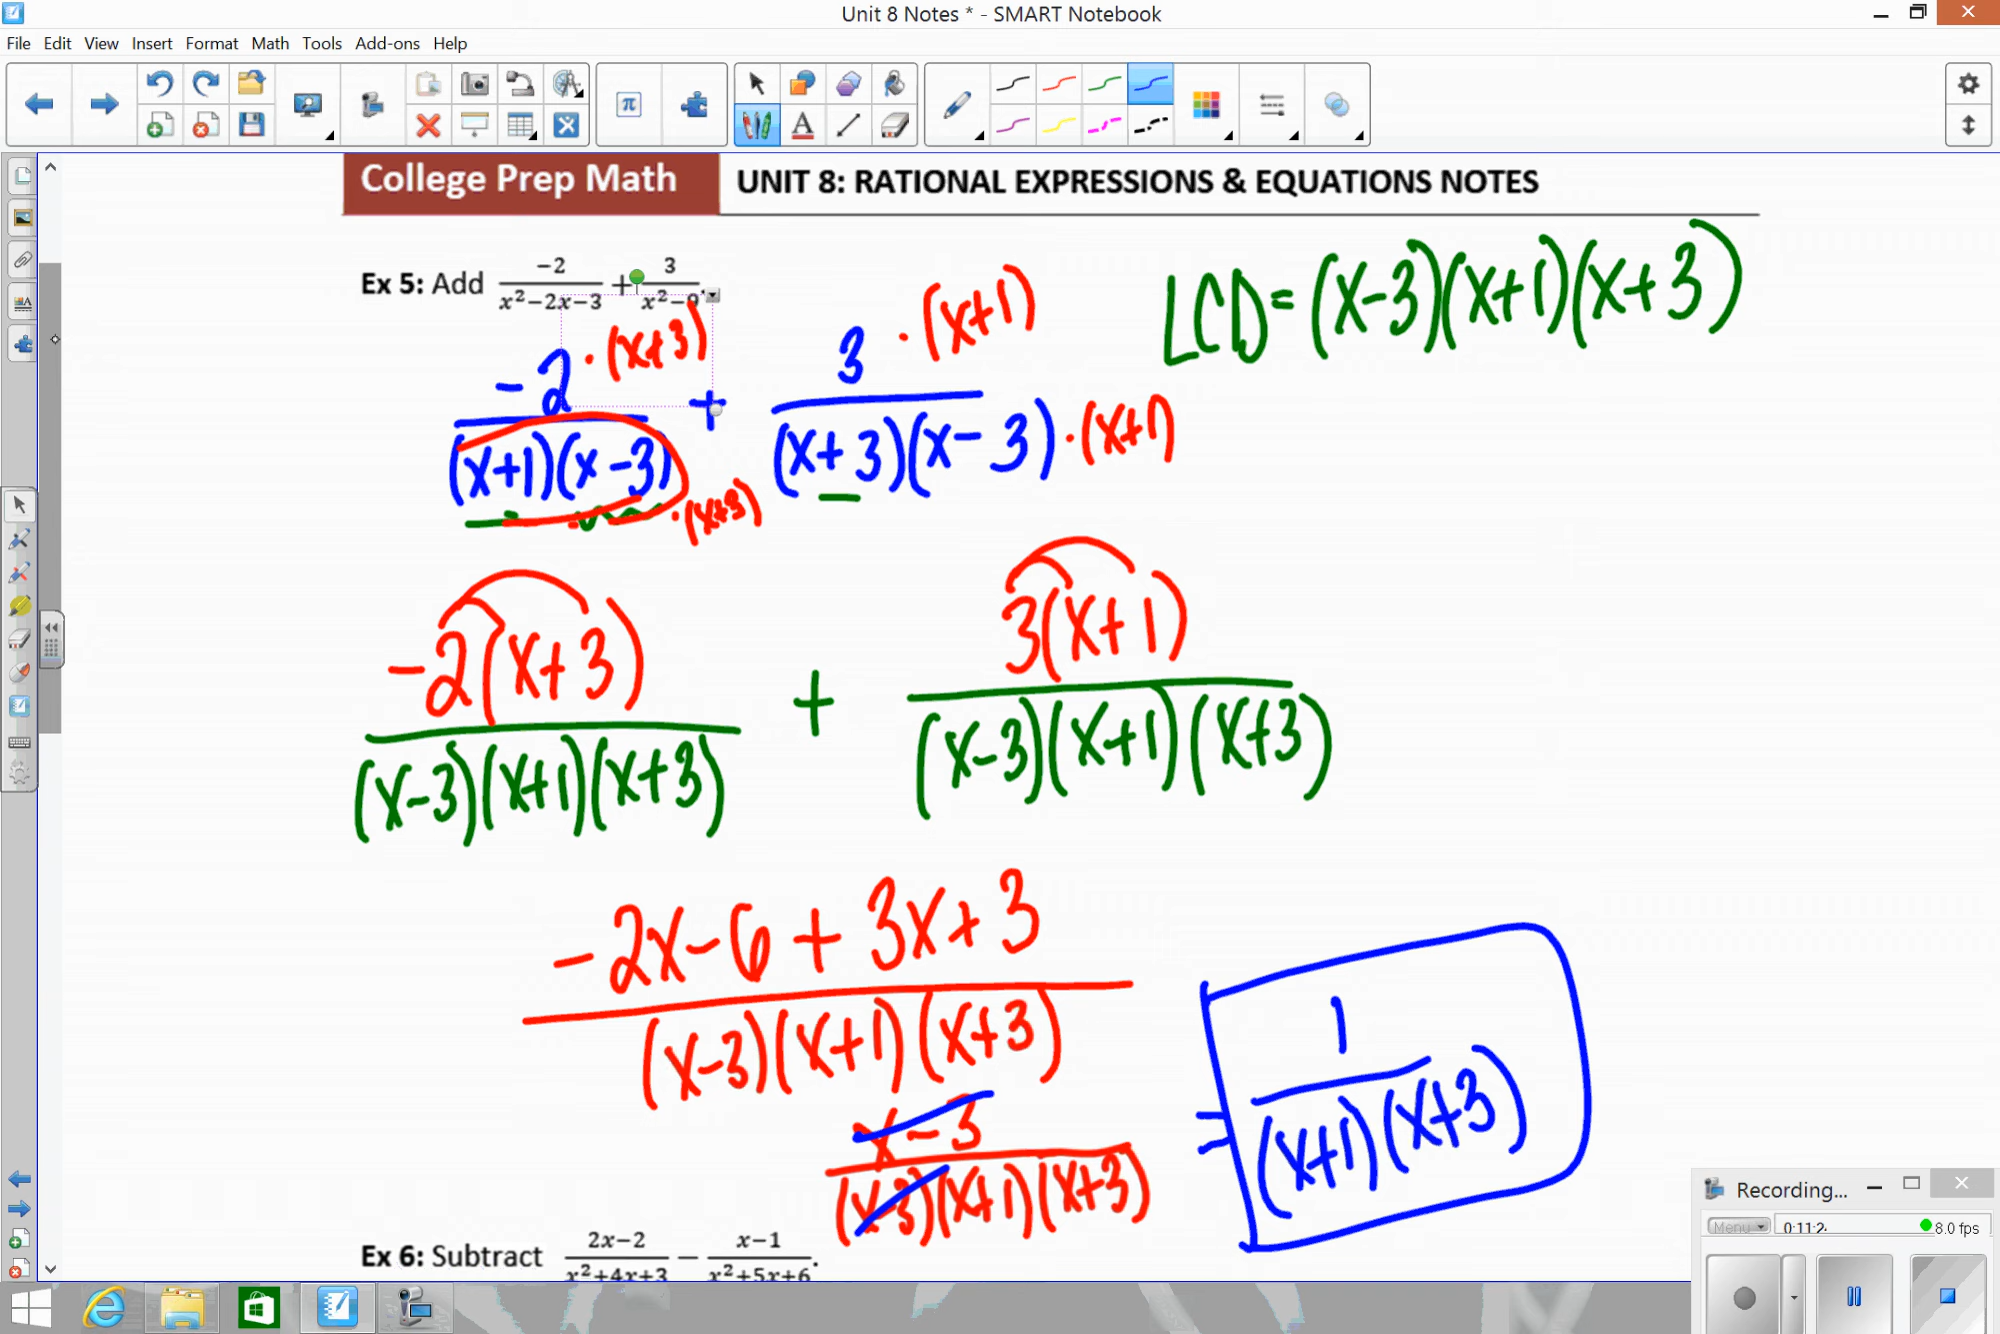 Unit 8 Notes * - SMART Notebook
File Edit View Insert Format Math Tools Add-ons Help
College Prep Math UNIT 8: RATIONAL EXPRESSIONS & EQUATIONS NOTES
Ex 5: Add -2/(x²-2x-3) + 3/(x²-9)
LCD = (x-3)(x+1)(x+3)
-2 · (x+3) / (x+1)(x-3) · (x+3) + 3 · (x+1) / (x+3)(x-3) · (x+1)
-2(x+3) / (x-3)(x+1)(x+3) + 3(x+1) / (x-3)(x+1)(x+3)
-2x-6 + 3x+3 / (x-3)(x+1)(x+3)
x-3 / (x-3)(x+1)(x+3) = 1 / (x+1)(x+3)
Ex 6: Subtract (2x-2)/(x²+4x+3) - (x-1)/(x²+5x+6).
Recording...
Menu 0:11:2 8.0 fps